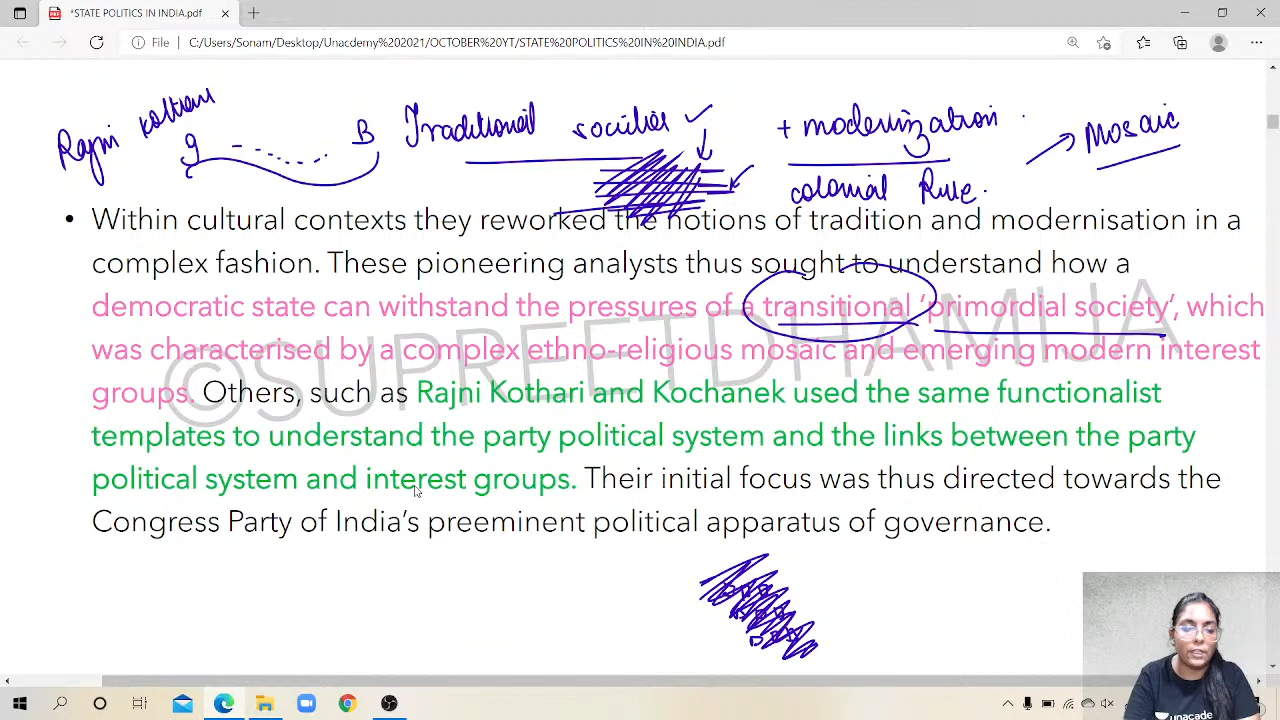 *STATE POLITICS IN INDIA.pdf
File C:/Users/Sonam/Desktop/Unacdemy%202021/OCTOBER%20YT/STATE%20POLITICS%20IN%20INDIA.pdf
Rajni Kothari
g B Traditional societies + modernization Mosaic
colonial Rule.
• Within cultural contexts they reworked the notions of tradition and modernisation in a
complex fashion. These pioneering analysts thus sought to understand how a
democratic state can withstand the pressures of a transitional 'primordial society', which
was characterised by a complex ethno-religious mosaic and emerging modern interest
groups. Others, such as Rajni Kothari and Kochanek used the same functionalist
templates to understand the party political system and the links between the party
political system and interest groups. Their initial focus was thus directed towards the
Congress Party of India's preeminent political apparatus of governance.
©SUPREETDHAMIJA
unacade